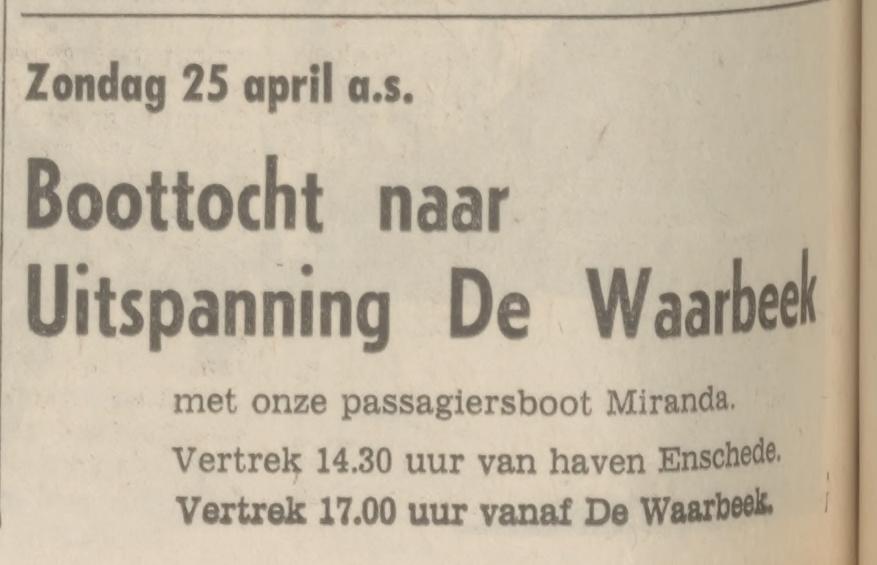 Zondag 25 april a.s.
Boottocht naar
Uitspanning De Waarbeek
met onze passagiersboot Miranda.
Vertrek 14.30 uur van haven Enschede.
Vertrek 17.00 uur vanaf De Waarbeek.